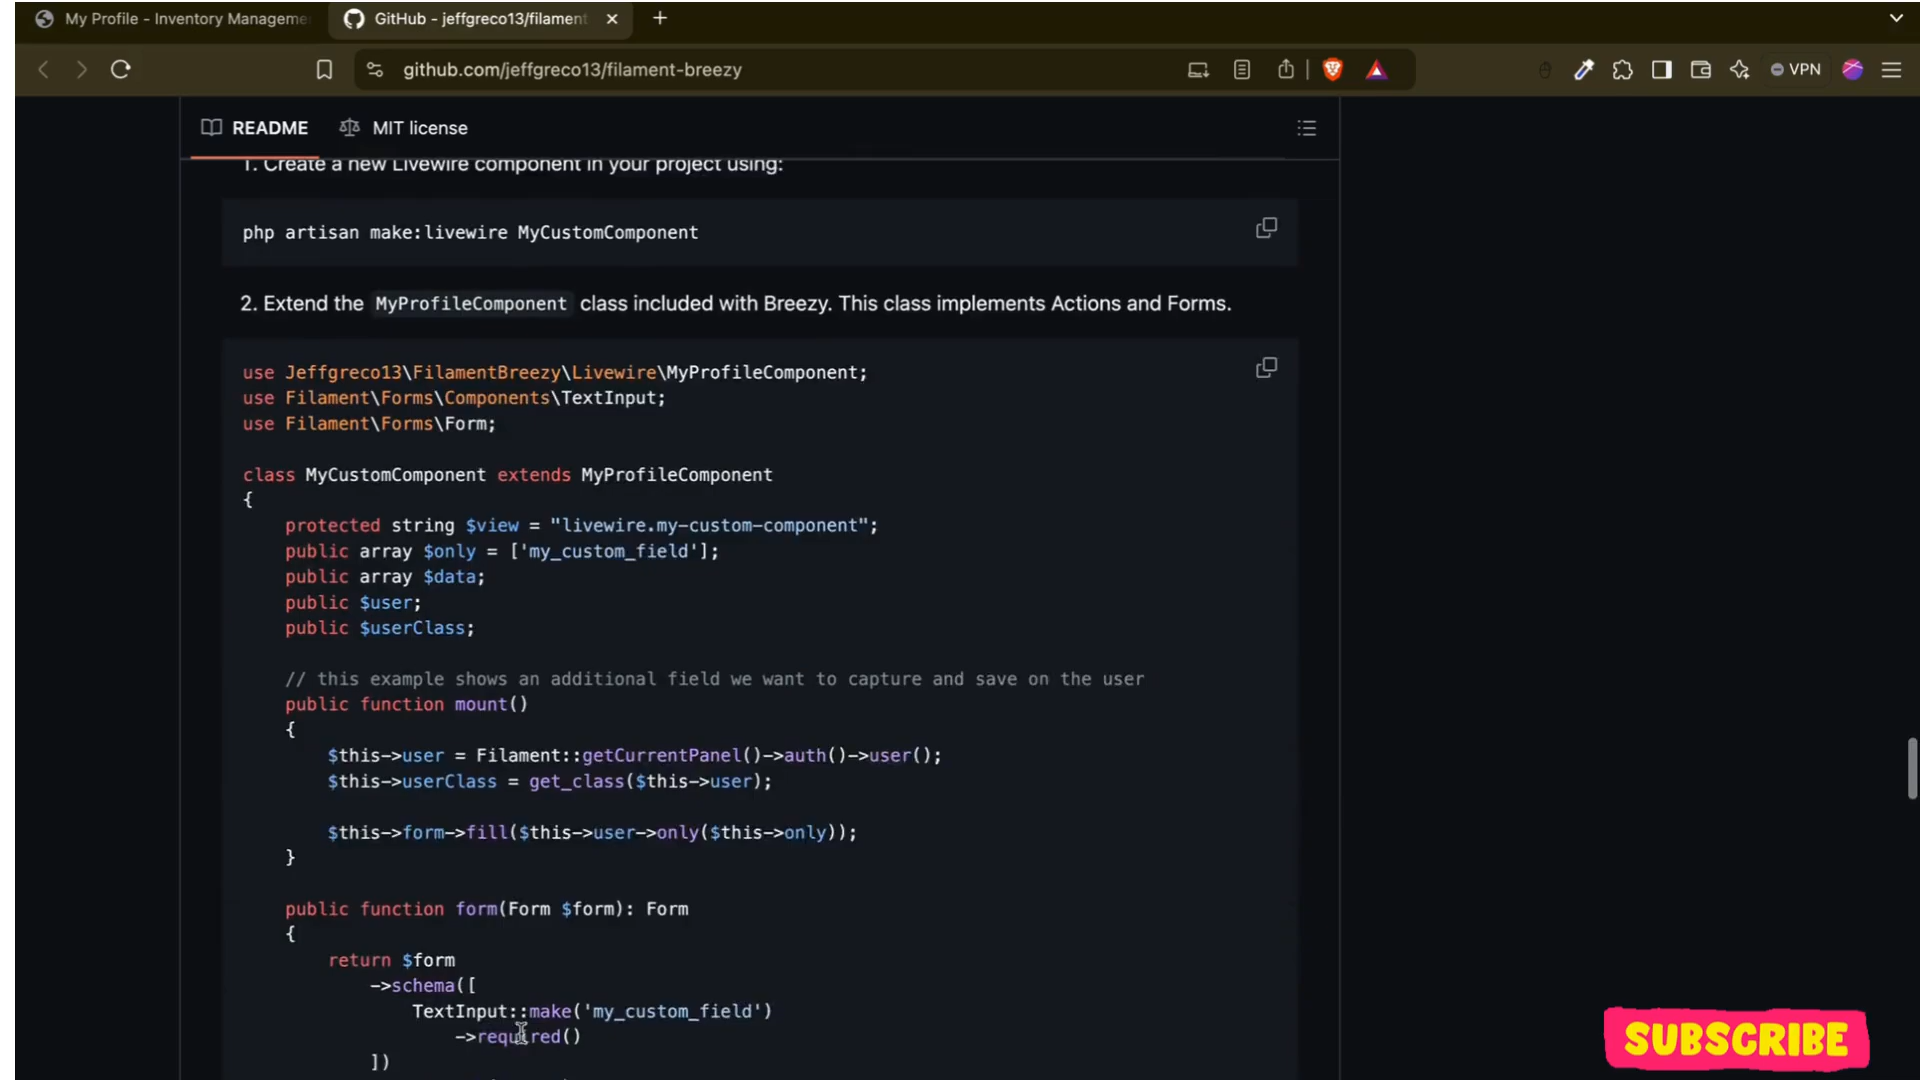 My Profile - Inventory Manageme
GitHub - jeffgreco13/filament
github.com/jeffgreco13/filament-breezy
VPN
README
MIT license
1. Create a new Livewire component in your project using:
php artisan make:livewire MyCustomComponent
2. Extend the MyProfileComponent class included with Breezy. This class implements Actions and Forms.
use Jeffgreco13\FilamentBreezy\Livewire\MyProfileComponent;
use Filament\Forms\Components\TextInput;
use Filament\Forms\Form;
class MyCustomComponent extends MyProfileComponent
{
protected string $view = "livewire.my-custom-component";
public array $only = ['my_custom_field'];
public array $data;
public $user;
public $userClass;
// this example shows an additional field we want to capture and save on the user
public function mount()
{
$this->user = Filament::getCurrentPanel()->auth()->user();
$this->userClass = get_class($this->user);
$this->form->fill($this->user->only($this->only));
}
public function form(Form $form): Form
{
return $form
->schema([
TextInput::make('my_custom_field')
->required()
])
SUBSCRIBE